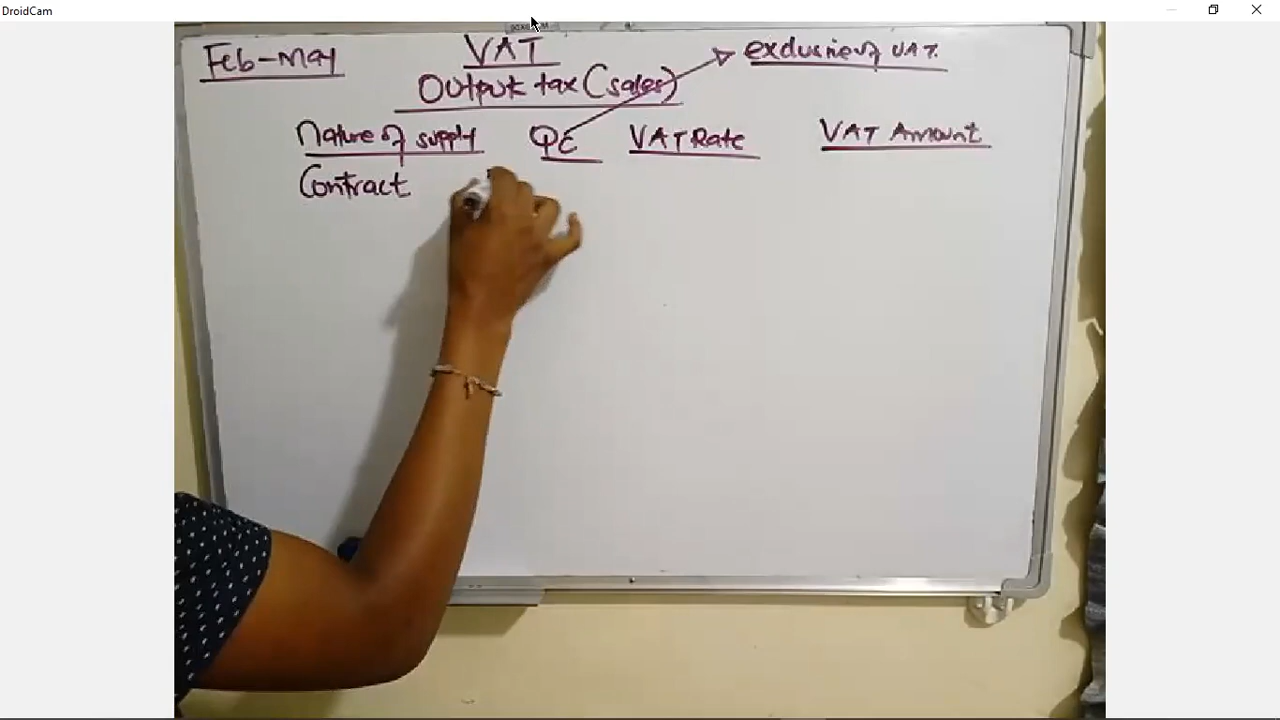 DroidCam
Feb-May
VAT
exclusive of VAT.
Output tax (sales)
Nature of supply QE VAT Rate VAT Amount
Contract